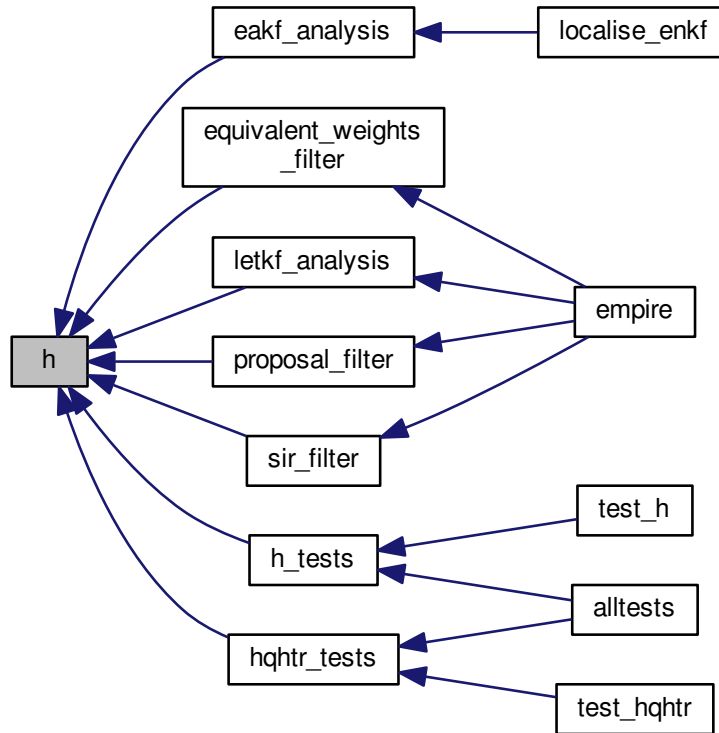 eakf_analysis
localise_enkf
equivalent_weights
_filter
letkf_analysis
empire
h
proposal_filter
sir_filter
test_h
h_tests
alltests
hqhtr_tests
test_hqhtr